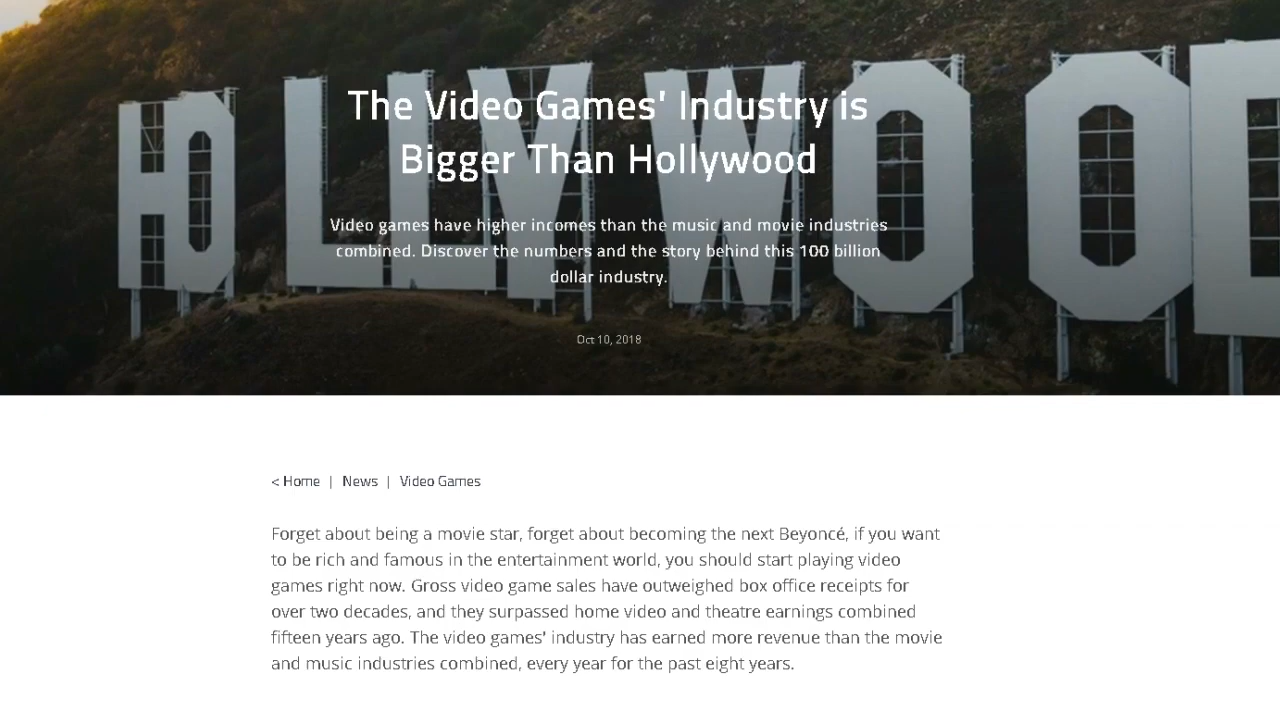 HOLLYWOOD
The Video Games' Industry is
Bigger Than Hollywood
Video games have higher incomes than the music and movie industries
combined. Discover the numbers and the story behind this 100 billion
dollar industry.
Oct 10, 2018
< Home | News | Video Games
Forget about being a movie star, forget about becoming the next Beyoncé, if you want
to be rich and famous in the entertainment world, you should start playing video
games right now. Gross video game sales have outweighed box office receipts for
over two decades, and they surpassed home video and theatre earnings combined
fifteen years ago. The video games' industry has earned more revenue than the movie
and music industries combined, every year for the past eight years.